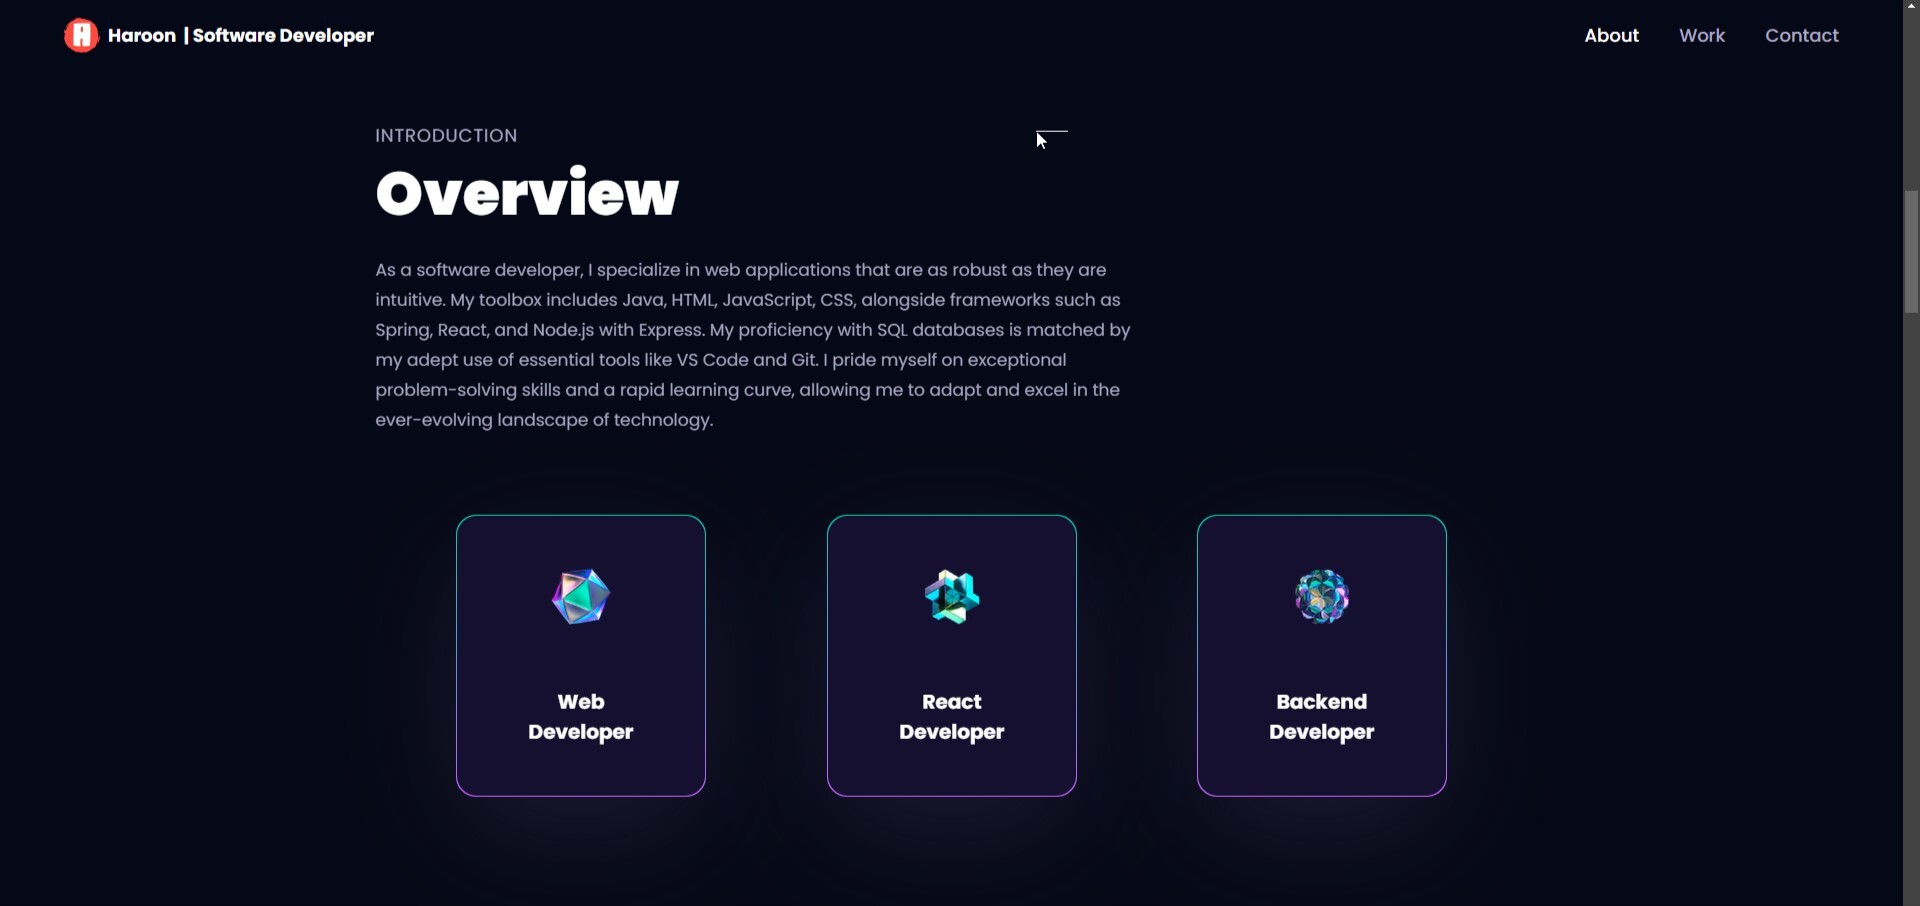 Haroon | Software Developer
About Work Contact
INTRODUCTION
Overview
As a software developer, I specialize in web applications that are as robust as they are
intuitive. My toolbox includes Java, HTML, JavaScript, CSS, alongside frameworks such as
Spring, React, and Node.js with Express. My proficiency with SQL databases is matched by
my adept use of essential tools like VS Code and Git. I pride myself on exceptional
problem-solving skills and a rapid learning curve, allowing me to adapt and excel in the
ever-evolving landscape of technology.
Web
Developer
React
Developer
Backend
Developer